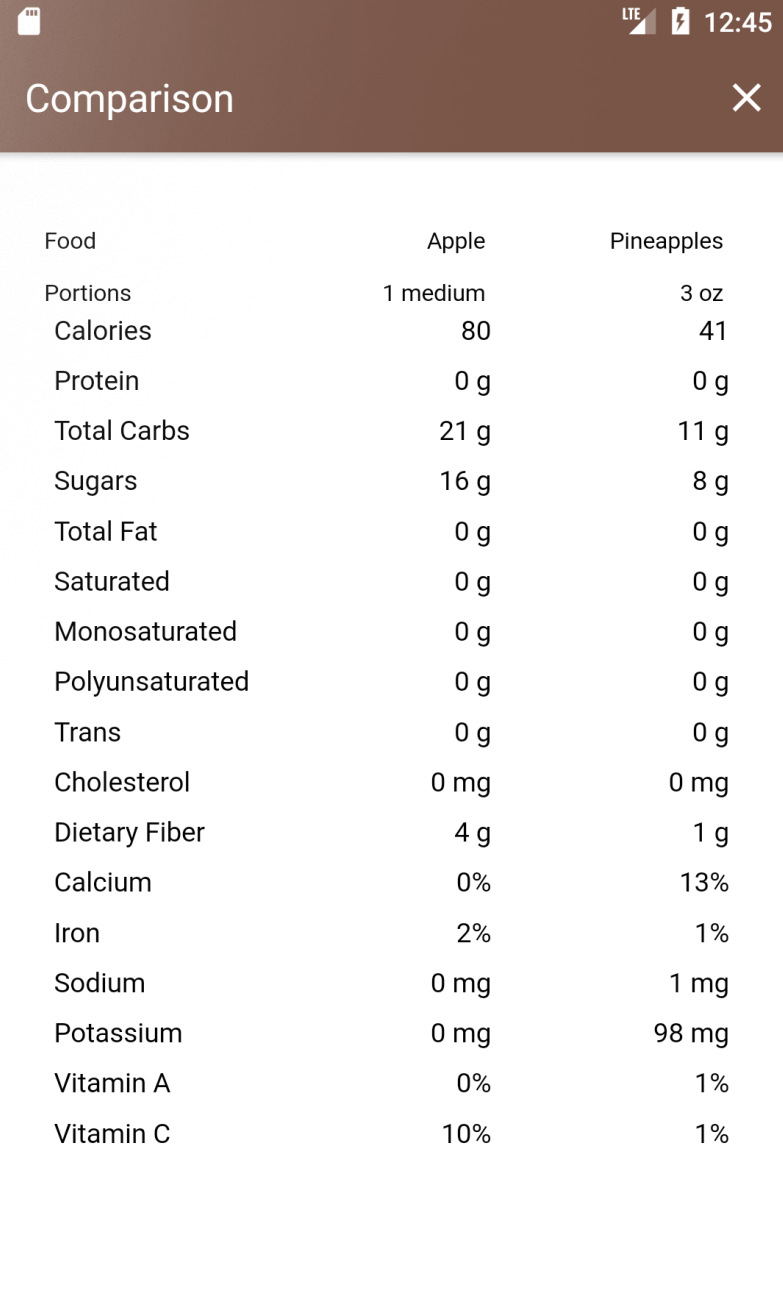 LTE 12:45
Comparison
Food Apple Pineapples
Portions 1 medium 3 oz
Calories 80 41
Protein 0 g 0 g
Total Carbs 21 g 11 g
Sugars 16 g 8 g
Total Fat 0 g 0 g
Saturated 0 g 0 g
Monosaturated 0 g 0 g
Polyunsaturated 0 g 0 g
Trans 0 g 0 g
Cholesterol 0 mg 0 mg
Dietary Fiber 4 g 1 g
Calcium 0% 13%
Iron 2% 1%
Sodium 0 mg 1 mg
Potassium 0 mg 98 mg
Vitamin A 0% 1%
Vitamin C 10% 1%